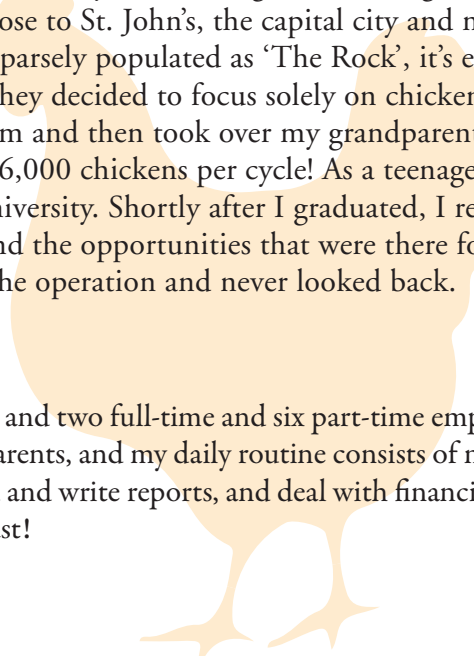 ose to St. John’s, the capital city and
parsely populated as ‘The Rock’, it’s e
hey decided to focus solely on chicken
m and then took over my grandparent
6,000 chickens per cycle! As a teenage
niversity. Shortly after I graduated, I re
nd the opportunities that were there fo
he operation and never looked back.
and two full-time and six part-time emp
arents, and my daily routine consists of
and write reports, and deal with financi
st!